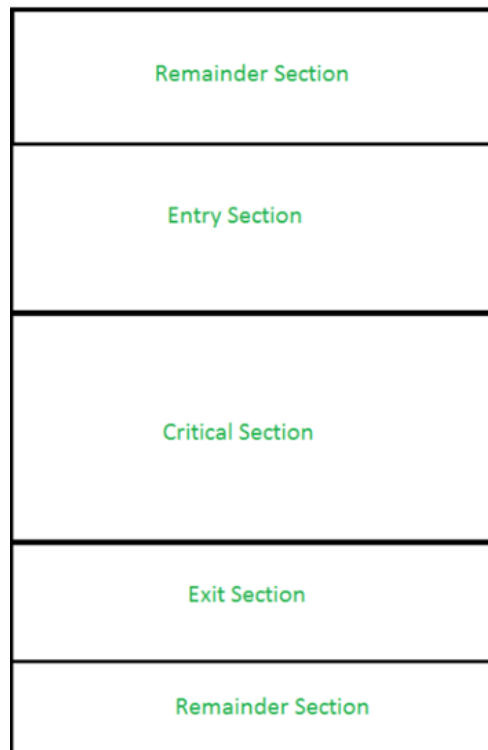 Remainder Section
Entry Section
Critical Section
Exit Section
Remainder Section